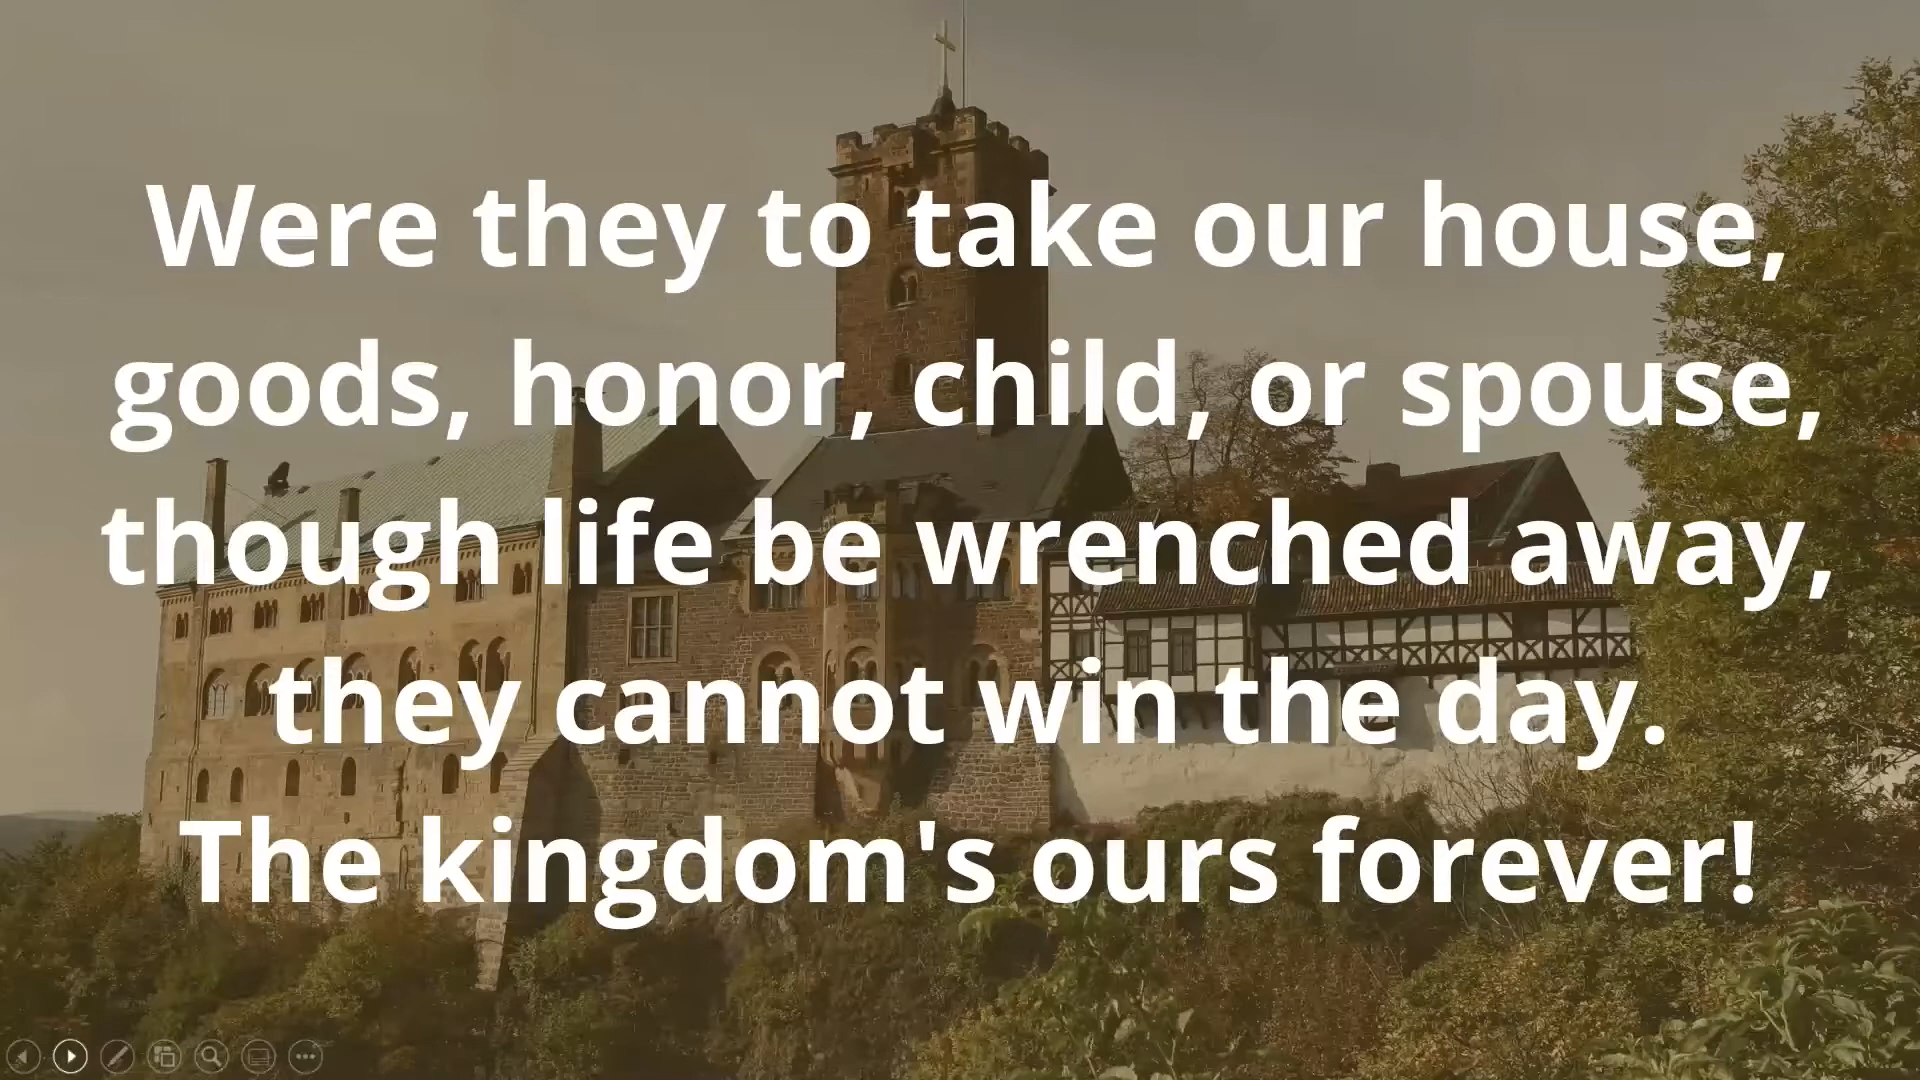 Were they to take our house,
goods, honor, child, or spouse,
though life be wrenched away,
they cannot win the day.
The kingdom's ours forever!